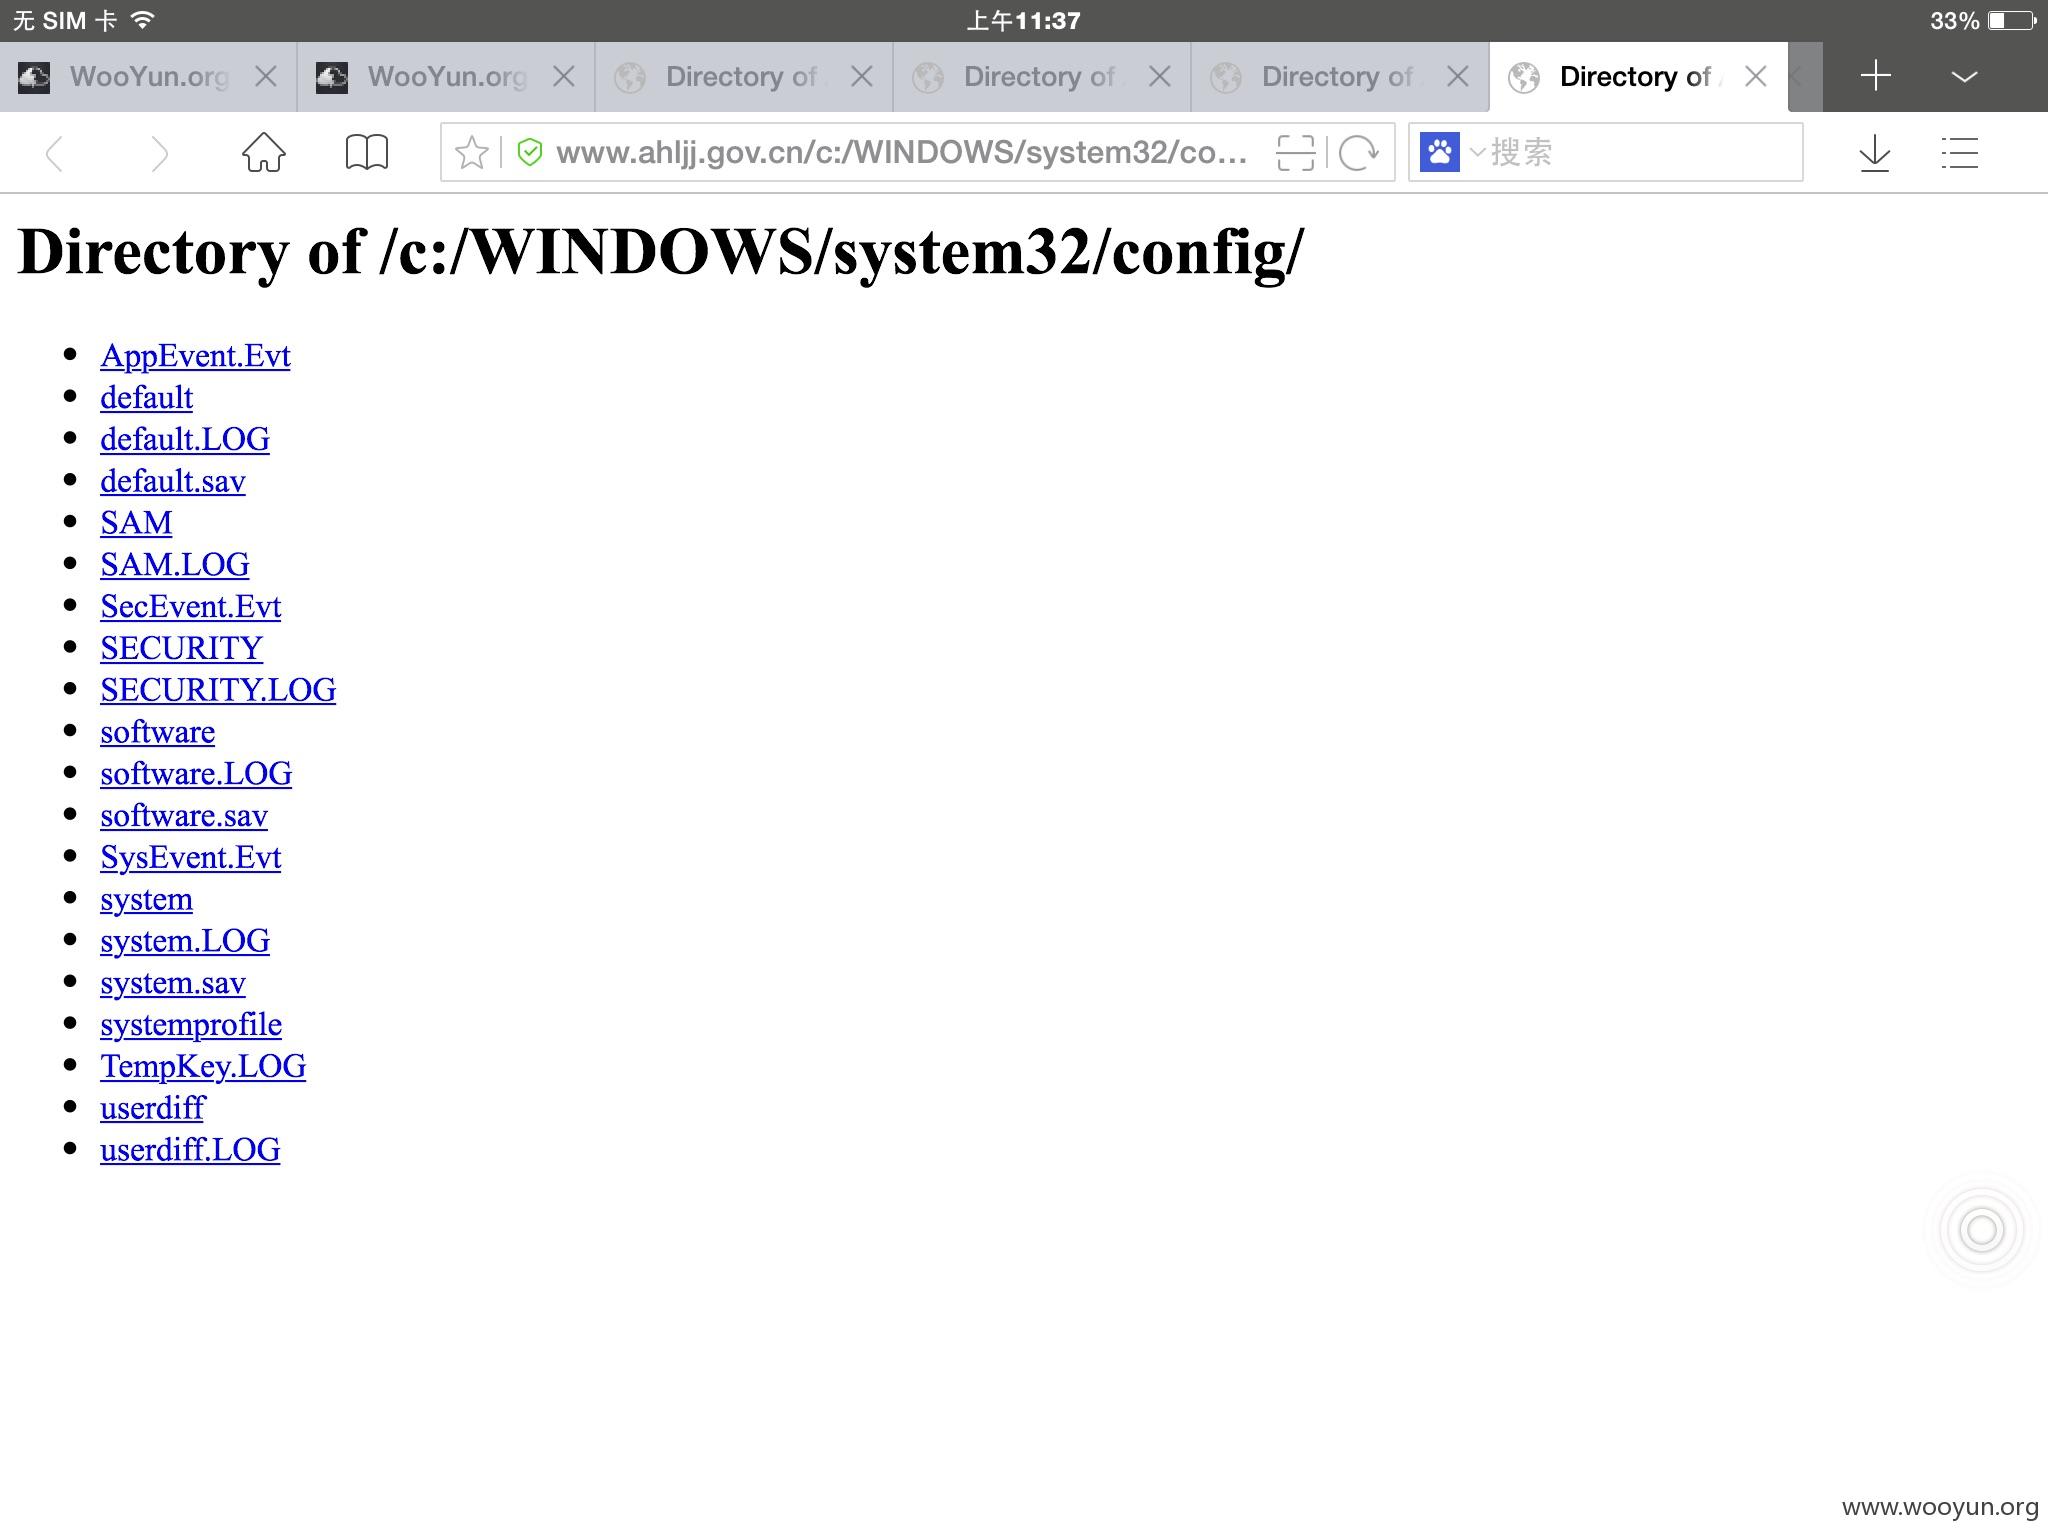 无 SIM 卡 上午11:37 33%
WooYun.org WooYun.org Directory of Directory of Directory of Directory of
www.ahljj.gov.cn/c:/WINDOWS/system32/co... 搜索
Directory of /c:/WINDOWS/system32/config/
AppEvent.Evt
default
default.LOG
default.sav
SAM
SAM.LOG
SecEvent.Evt
SECURITY
SECURITY.LOG
software
software.LOG
software.sav
SysEvent.Evt
system
system.LOG
system.sav
systemprofile
TempKey.LOG
userdiff
userdiff.LOG
www.wooyun.org